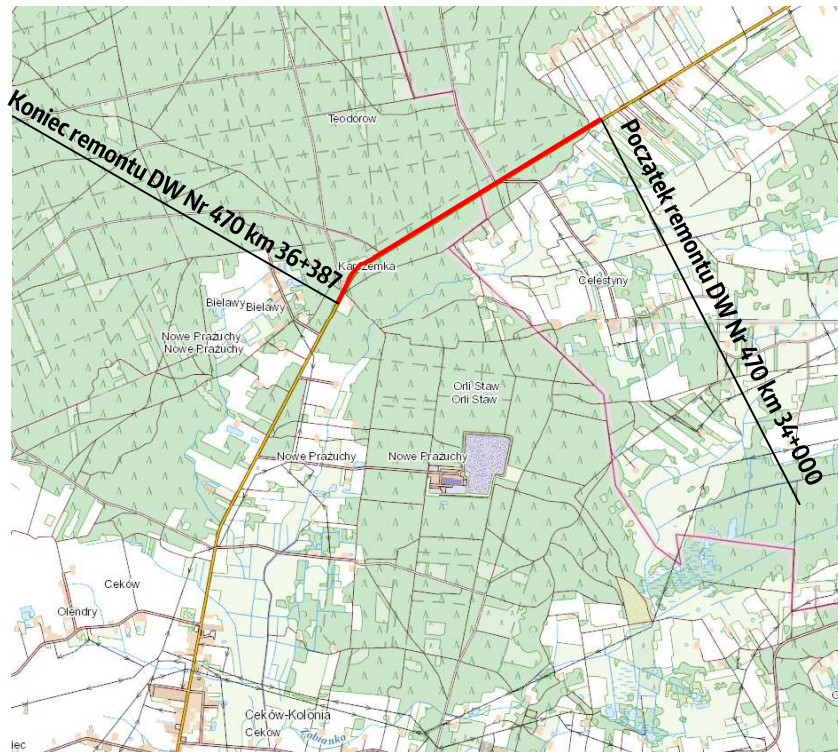 Teodorów
Koniec remontu DW Nr 470 km 36+387
Początek remontu DW Nr 470 km 34+000
Karczemka
Celestyny
Bielawy
Bielawy
Nowe Prażuchy
Nowe Prażuchy
Orli Staw
Orli Staw
Nowe Prażuchy
Nowe Prażuchy
Ceków
Olendry
Ceków-Kolonia
Ceków
Żabianka
iec